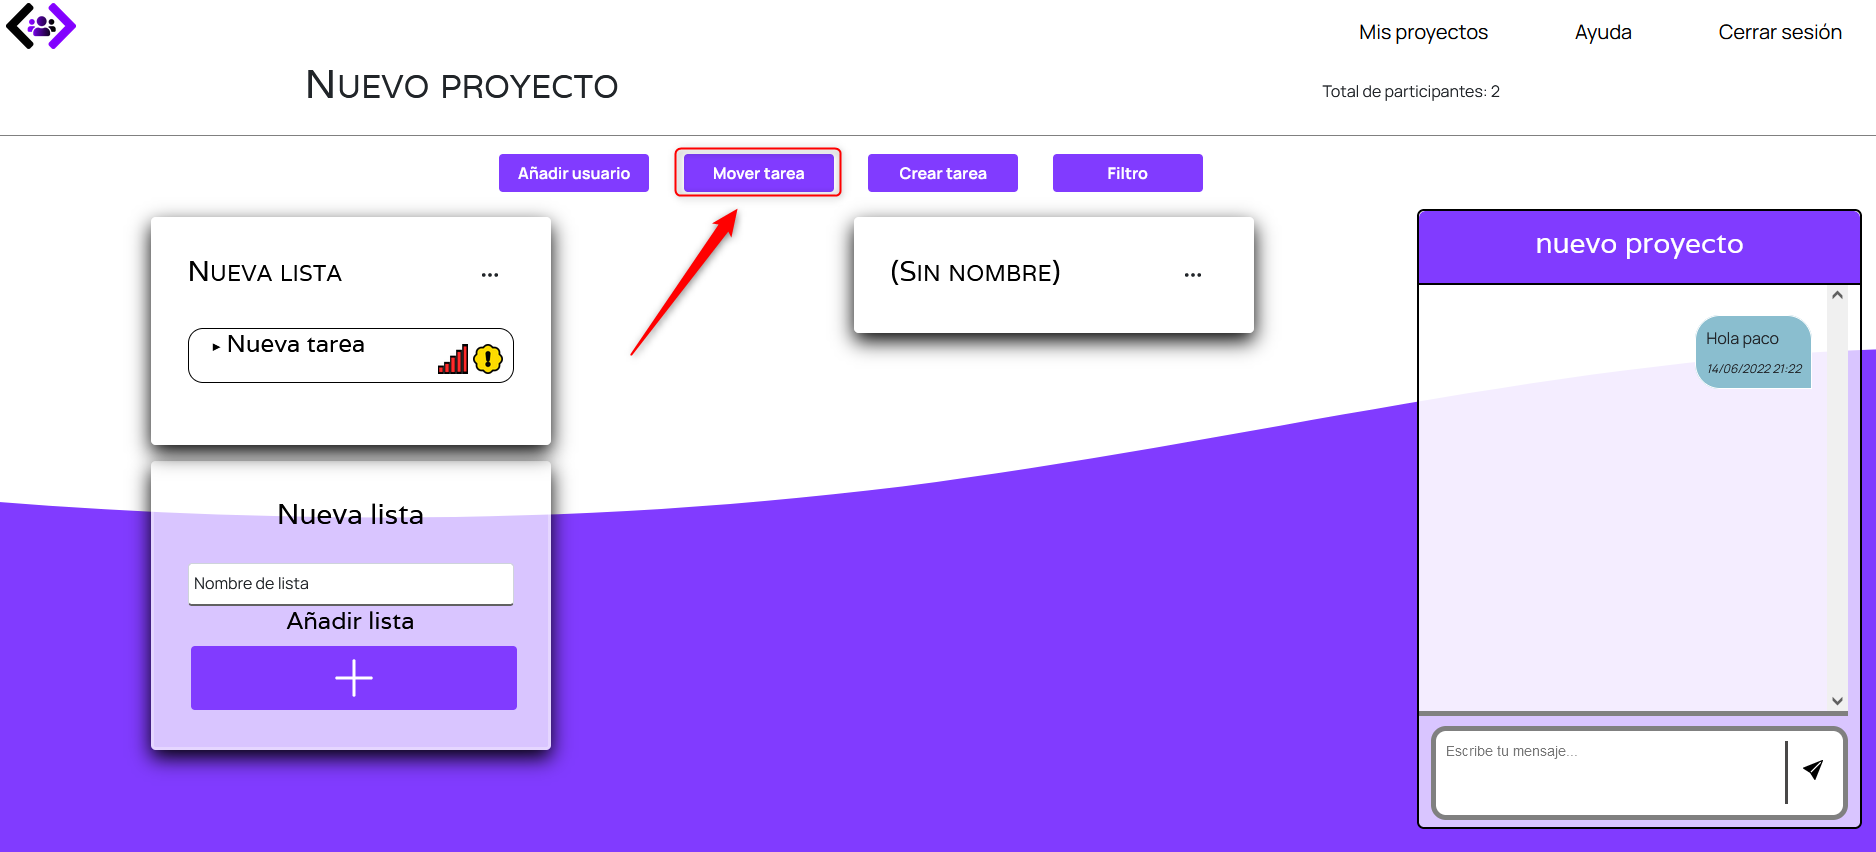 Mis proyectos
Ayuda
Cerrar sesión
Nuevo proyecto
Total de participantes: 2
Añadir usuario
Mover tarea
Crear tarea
Filtro
Nueva lista
...
Nueva tarea
(Sin nombre)
...
Nueva lista
Nombre de lista
Añadir lista
nuevo proyecto
Hola paco
14/06/2022 21:22
Escribe tu mensaje...